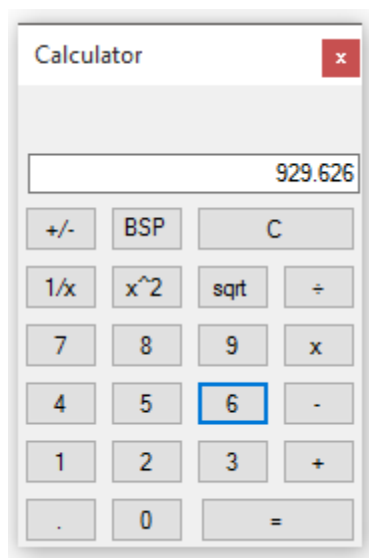 Calculator x
929.626
+/- BSP C
1/x x^2 sqrt ÷
7 8 9 x
4 5 6 -
1 2 3 +
. 0 =